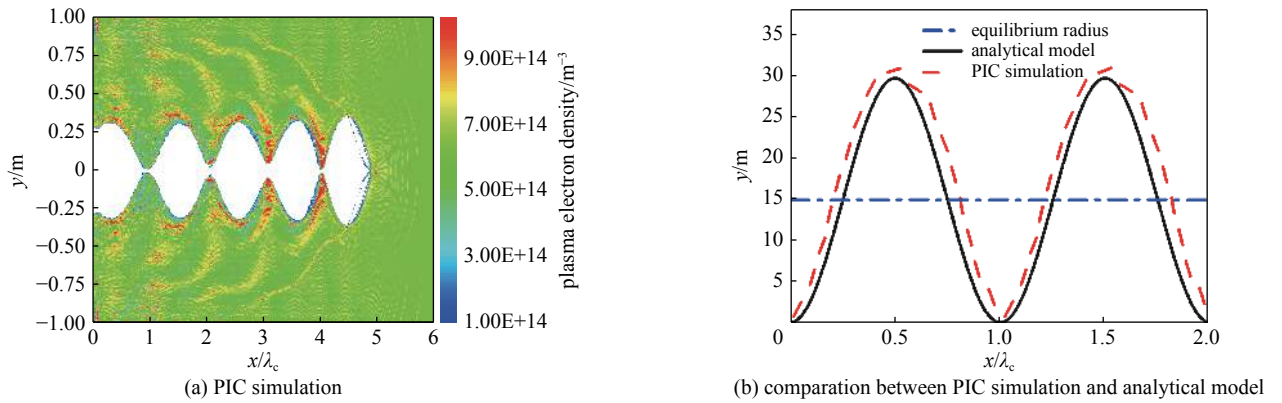 1.00
0.75
0.50
0.25
0
−0.25
−0.50
−0.75
−1.00
y/m
0 1 2 3 4 5 6
x/λc
9.00E+14
7.00E+14
5.00E+14
3.00E+14
1.00E+14
plasma electron density/m⁻³
(a) PIC simulation
35
30
25
20
15
10
5
0
y/m
equilibrium radius
analytical model
PIC simulation
0.5 1.0 1.5 2.0
x/λc
(b) comparation between PIC simulation and analytical model